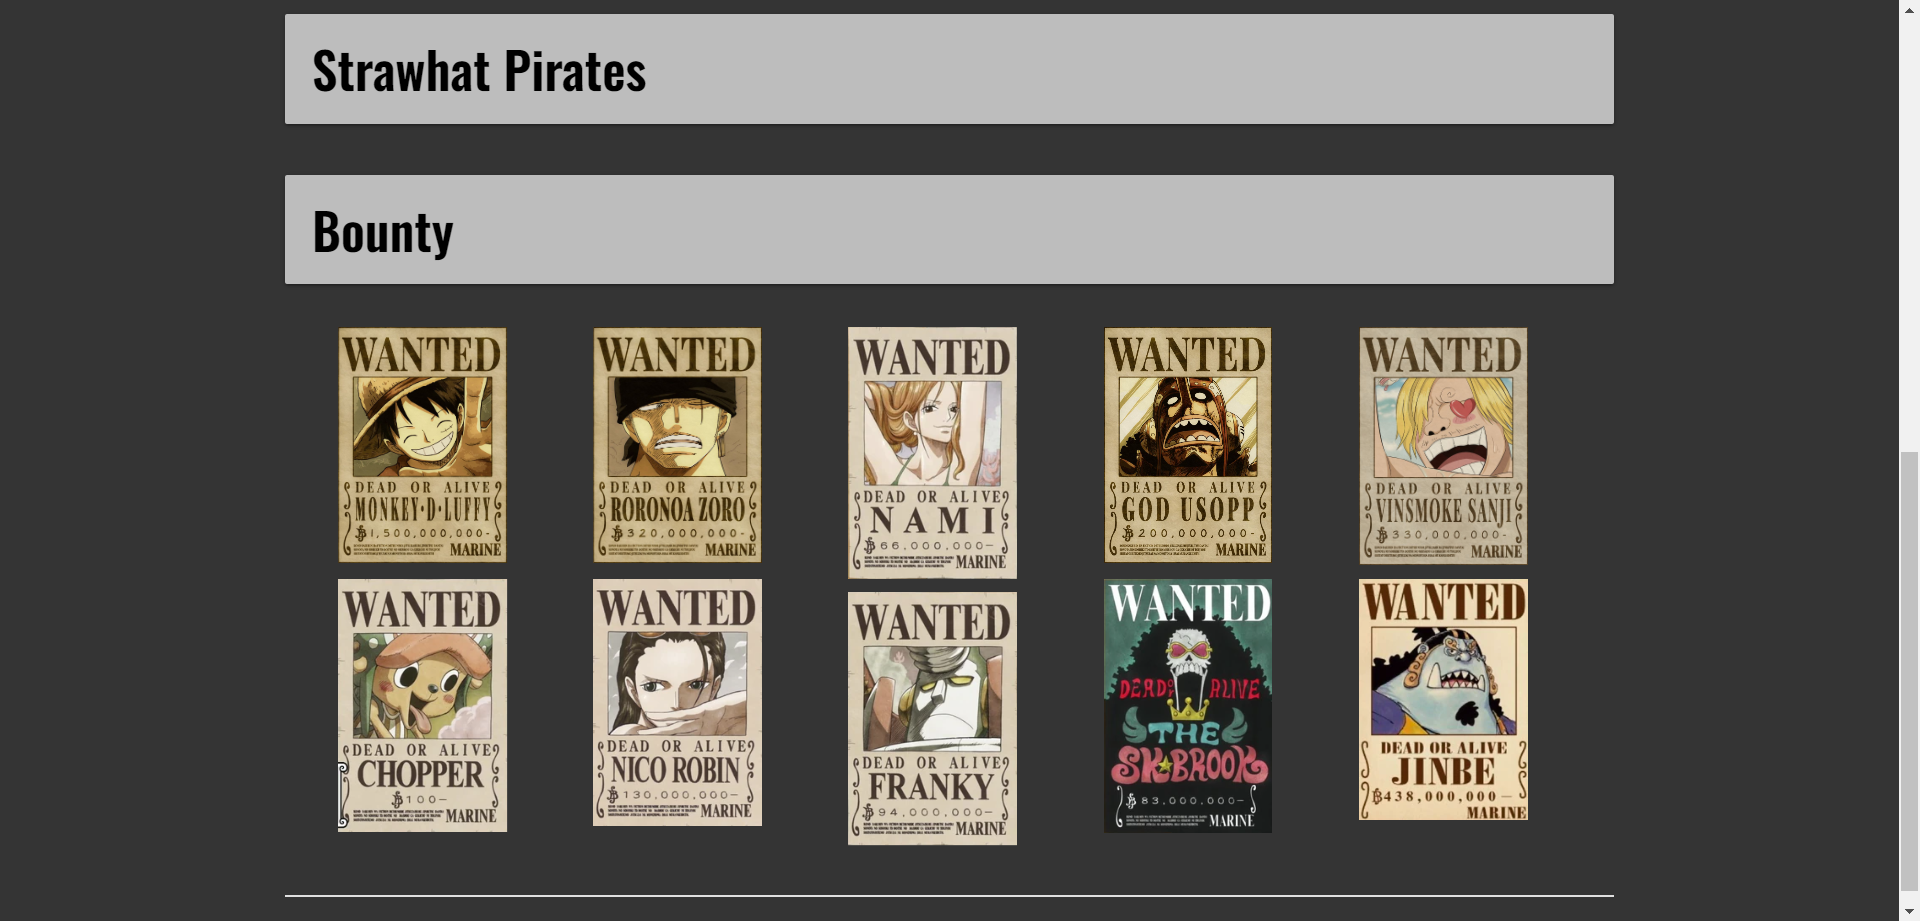 Strawhat Pirates
Bounty
WANTED
DEAD OR ALIVE
MONKEY·D·LUFFY
1,500,000,000-
MARINE
WANTED
DEAD OR ALIVE
RORONOA ZORO
320,000,000-
MARINE
WANTED
DEAD OR ALIVE
NAMI
66,000,000-
MARINE
WANTED
DEAD OR ALIVE
GOD USOPP
200,000,000-
MARINE
WANTED
DEAD OR ALIVE
VINSMOKE SANJI
330,000,000-
MARINE
WANTED
DEAD OR ALIVE
CHOPPER
100-
MARINE
WANTED
DEAD OR ALIVE
NICO ROBIN
130,000,000-
MARINE
WANTED
DEAD OR ALIVE
FRANKY
94,000,000-
MARINE
WANTED
DEAD OR ALIVE
THE
SK★BROOK
83,000,000-
MARINE
WANTED
DEAD OR ALIVE
JINBE
438,000,000-
MARINE